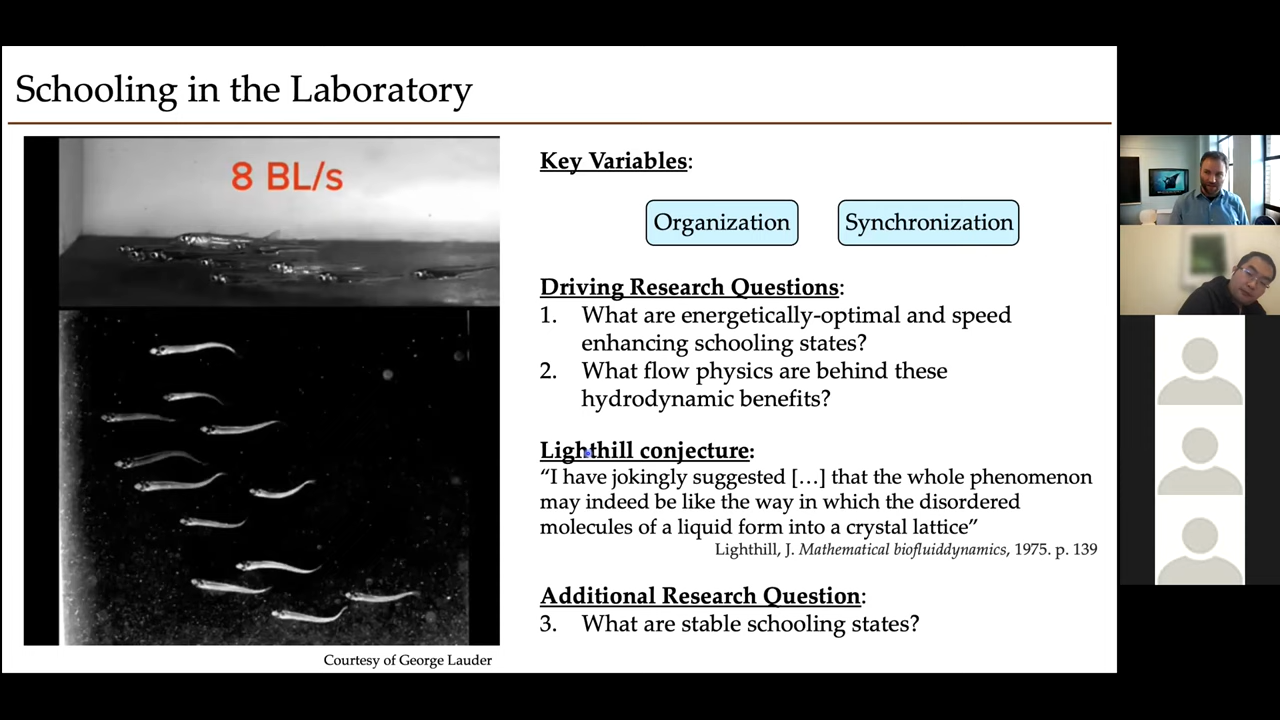 Schooling in the Laboratory
8 BL/s
Courtesy of George Lauder
Key Variables:
Organization
Synchronization
Driving Research Questions:
1. What are energetically-optimal and speed
enhancing schooling states?
2. What flow physics are behind these
hydrodynamic benefits?
Lighthill conjecture:
“I have jokingly suggested […] that the whole phenomenon
may indeed be like the way in which the disordered
molecules of a liquid form into a crystal lattice”
Lighthill, J. Mathematical biofluiddynamics, 1975. p. 139
Additional Research Question:
3. What are stable schooling states?